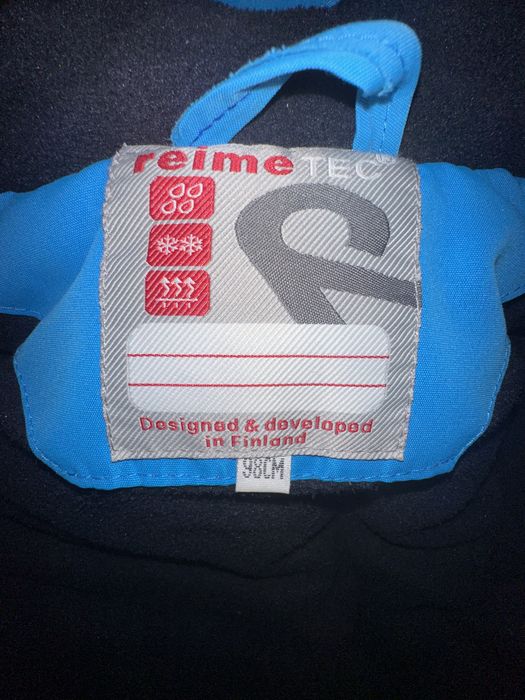 reimeTEC®
Designed & developed
in Finland
98CM